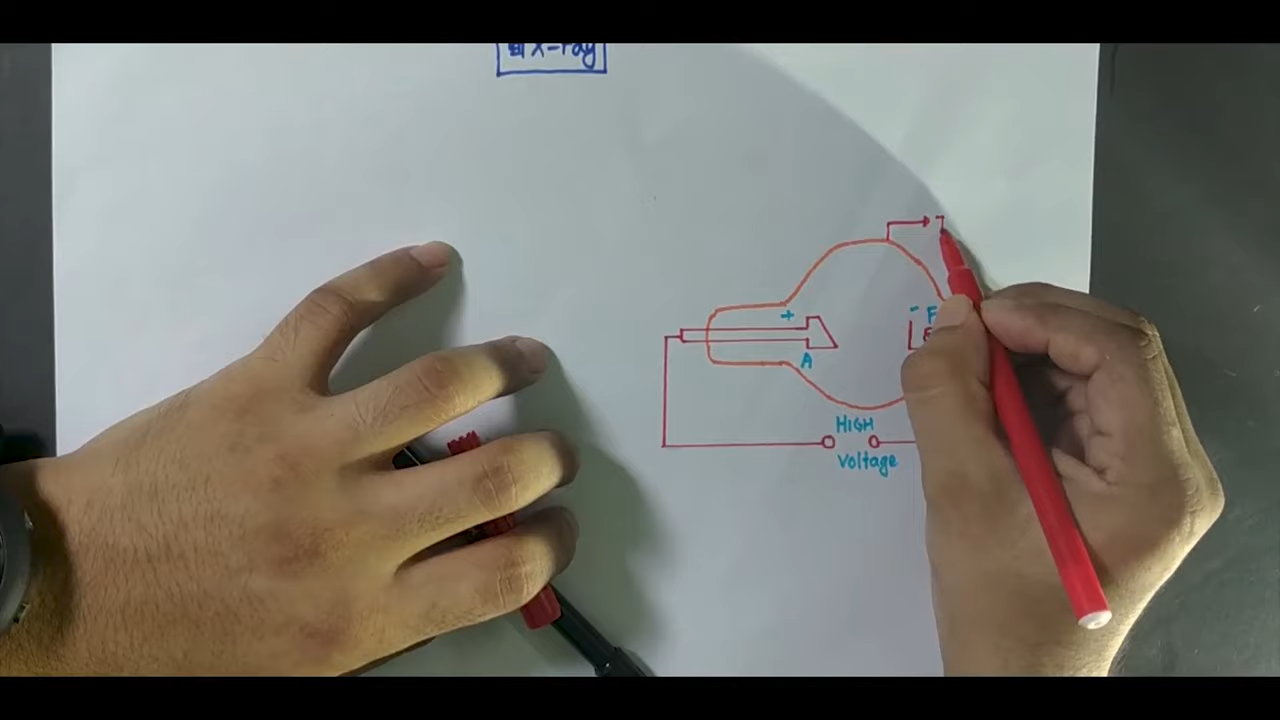 X-ray
- F
+
A
HIGH
Voltage